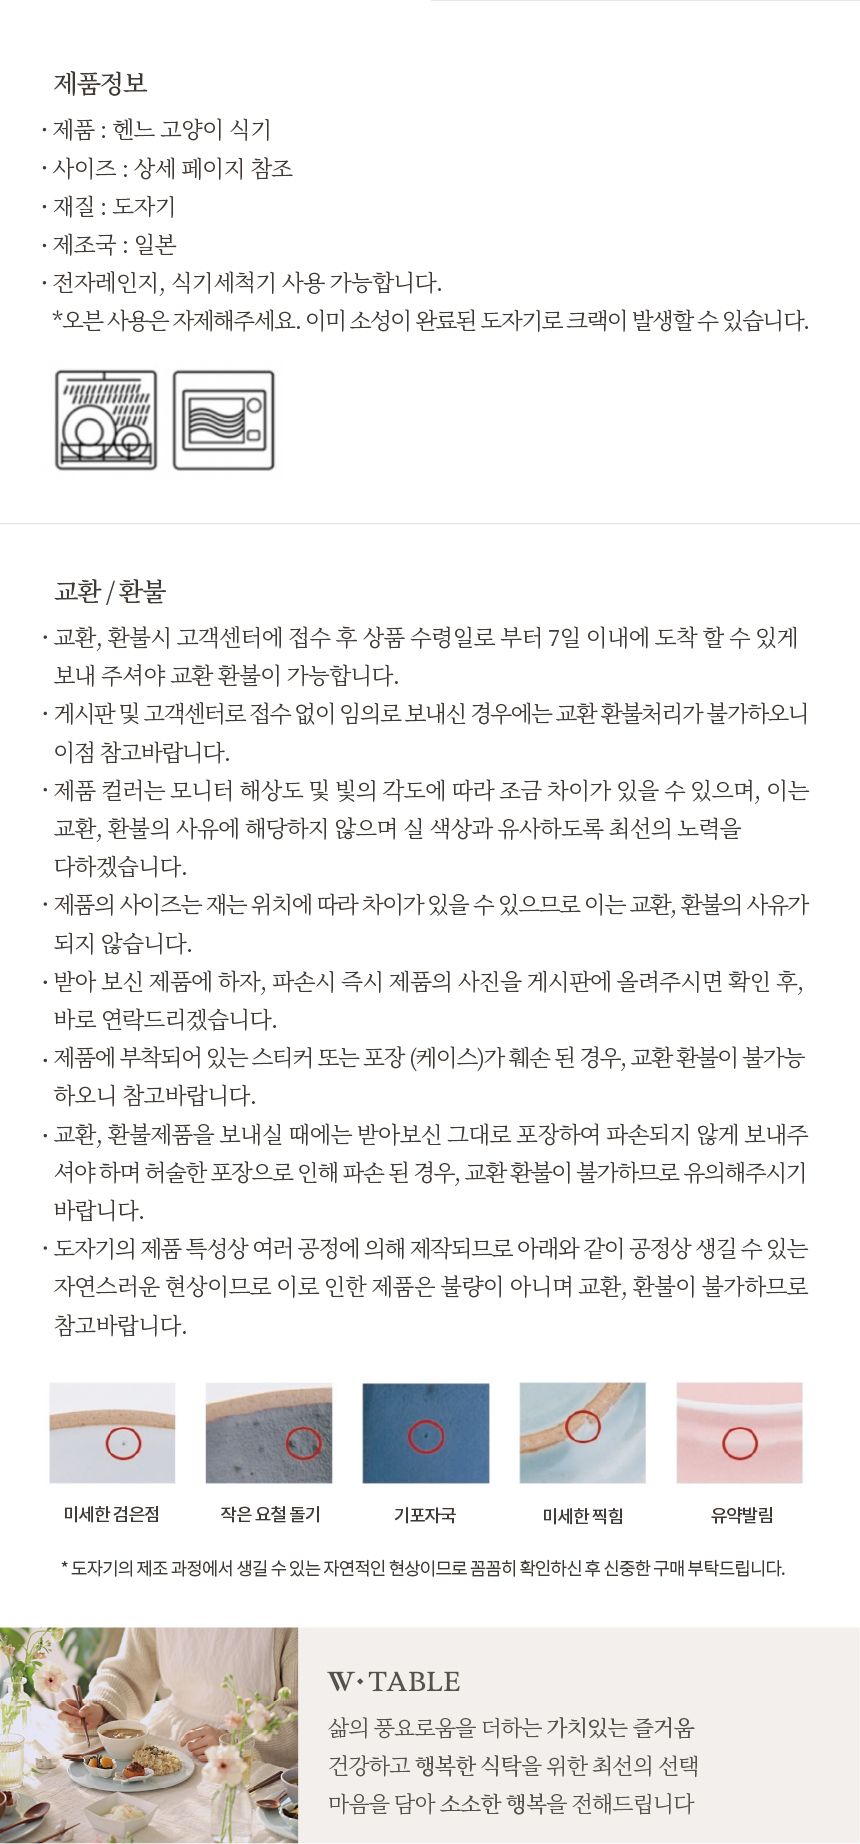 제품정보
· 제품 : 헨느 고양이 식기
· 사이즈 : 상세 페이지 참조
· 재질 : 도자기
· 제조국 : 일본
· 전자레인지, 식기세척기 사용 가능합니다.
*오븐 사용은 자제해주세요. 이미 소성이 완료된 도자기로 크랙이 발생할 수 있습니다.
교환 / 환불
· 교환, 환불시 고객센터에 접수 후 상품 수령일로 부터 7일 이내에 도착 할 수 있게
보내 주셔야 교환 환불이 가능합니다.
· 게시판 및 고객센터로 접수 없이 임의로 보내신 경우에는 교환 환불처리가 불가하오니
이점 참고바랍니다.
· 제품 컬러는 모니터 해상도 및 빛의 각도에 따라 조금 차이가 있을 수 있으며, 이는
교환, 환불의 사유에 해당하지 않으며 실 색상과 유사하도록 최선의 노력을
다하겠습니다.
· 제품의 사이즈는 재는 위치에 따라 차이가 있을 수 있으므로 이는 교환, 환불의 사유가
되지 않습니다.
· 받아 보신 제품에 하자, 파손시 즉시 제품의 사진을 게시판에 올려주시면 확인 후,
바로 연락드리겠습니다.
· 제품에 부착되어 있는 스티커 또는 포장 (케이스)가 훼손 된 경우, 교환 환불이 불가능
하오니 참고바랍니다.
· 교환, 환불제품을 보내실 때에는 받아보신 그대로 포장하여 파손되지 않게 보내주
셔야 하며 허술한 포장으로 인해 파손 된 경우, 교환 환불이 불가하므로 유의해주시기
바랍니다.
· 도자기의 제품 특성상 여러 공정에 의해 제작되므로 아래와 같이 공정상 생길 수 있는
자연스러운 현상이므로 이로 인한 제품은 불량이 아니며 교환, 환불이 불가하므로
참고바랍니다.
미세한 검은점
작은 요철 돌기
기포자국
미세한 찍힘
유약발림
* 도자기의 제조 과정에서 생길 수 있는 자연적인 현상이므로 꼼꼼히 확인하신 후 신중한 구매 부탁드립니다.
W·TABLE
삶의 풍요로움을 더하는 가치있는 즐거움
건강하고 행복한 식탁을 위한 최선의 선택
마음을 담아 소소한 행복을 전해드립니다